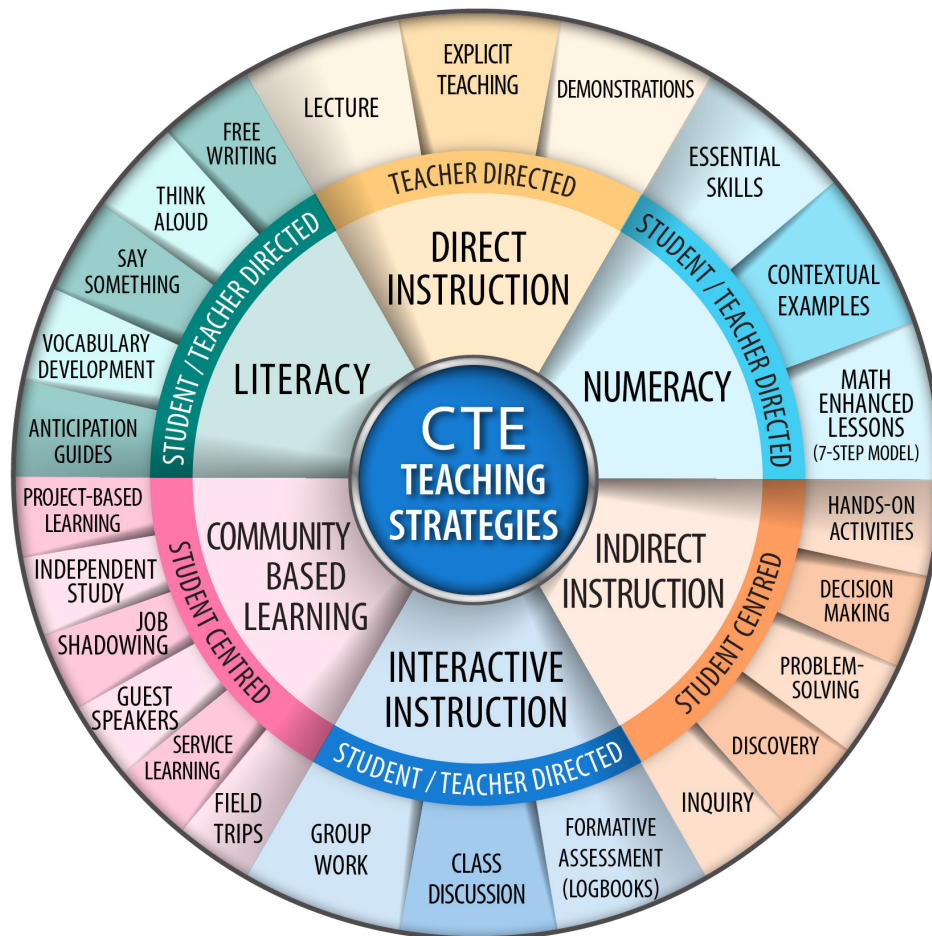 CTE
TEACHING
STRATEGIES
DIRECT
INSTRUCTION
TEACHER DIRECTED
LECTURE
EXPLICIT
TEACHING
DEMONSTRATIONS
NUMERACY
STUDENT / TEACHER DIRECTED
ESSENTIAL
SKILLS
CONTEXTUAL
EXAMPLES
MATH
ENHANCED
LESSONS
(7-STEP MODEL)
INDIRECT
INSTRUCTION
STUDENT CENTRED
HANDS-ON
ACTIVITIES
DECISION
MAKING
PROBLEM-
SOLVING
DISCOVERY
INQUIRY
INTERACTIVE
INSTRUCTION
STUDENT / TEACHER DIRECTED
FORMATIVE
ASSESSMENT
(LOGBOOKS)
CLASS
DISCUSSION
GROUP
WORK
COMMUNITY
BASED
LEARNING
STUDENT CENTRED
FIELD
TRIPS
SERVICE
LEARNING
GUEST
SPEAKERS
JOB
SHADOWING
INDEPENDENT
STUDY
PROJECT-BASED
LEARNING
LITERACY
STUDENT / TEACHER DIRECTED
ANTICIPATION
GUIDES
VOCABULARY
DEVELOPMENT
SAY
SOMETHING
THINK
ALOUD
FREE
WRITING